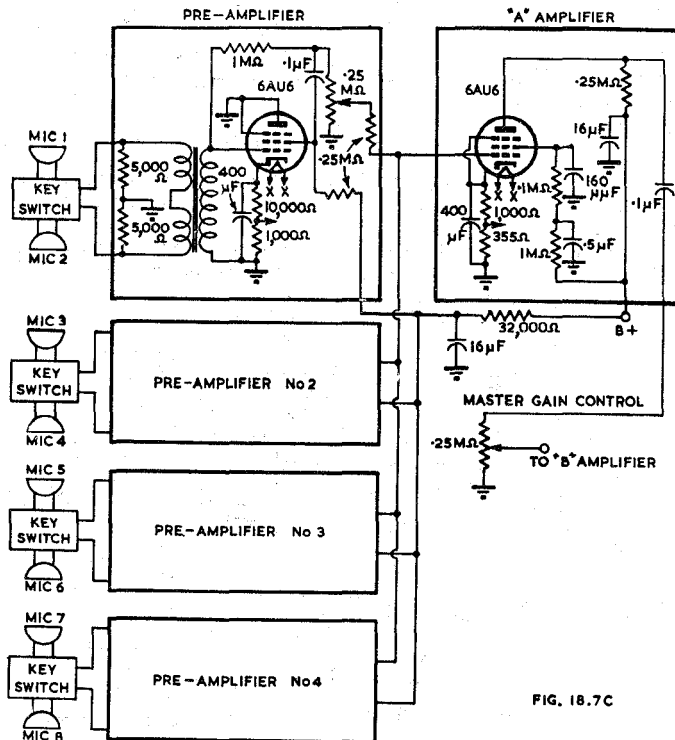 PRE-AMPLIFIER
"A" AMPLIFIER
1MΩ
.1µF
.25
MΩ
6AU6
6AU6
.25MΩ
16µF
MIC 1
KEY
SWITCH
MIC 2
5,000
Ω
5,000
Ω
400
µF
X X
10,000Ω
1,000Ω
.25MΩ
400
µF
X X
.1MΩ
1,000Ω
355Ω
1MΩ
160
µµF
.5µF
.1µF
MIC 3
KEY
SWITCH
MIC 4
PRE-AMPLIFIER No 2
16µF
32,000Ω
B+
MASTER GAIN CONTROL
.25MΩ
TO "B" AMPLIFIER
MIC 5
KEY
SWITCH
MIC 6
PRE-AMPLIFIER No 3
MIC 7
KEY
SWITCH
MIC 8
PRE-AMPLIFIER No 4
FIG. 18.7C